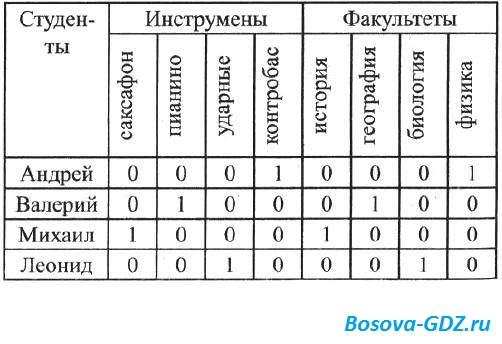 Студен-
ты
Инструмены
Факультеты
саксафон
пианино
ударные
контробас
история
география
биология
физика
Андрей 0 0 0 1 0 0 0 1
Валерий 0 1 0 0 0 1 0 0
Михаил 1 0 0 0 1 0 0 0
Леонид 0 0 1 0 0 0 1 0
Bosova-GDZ.ru